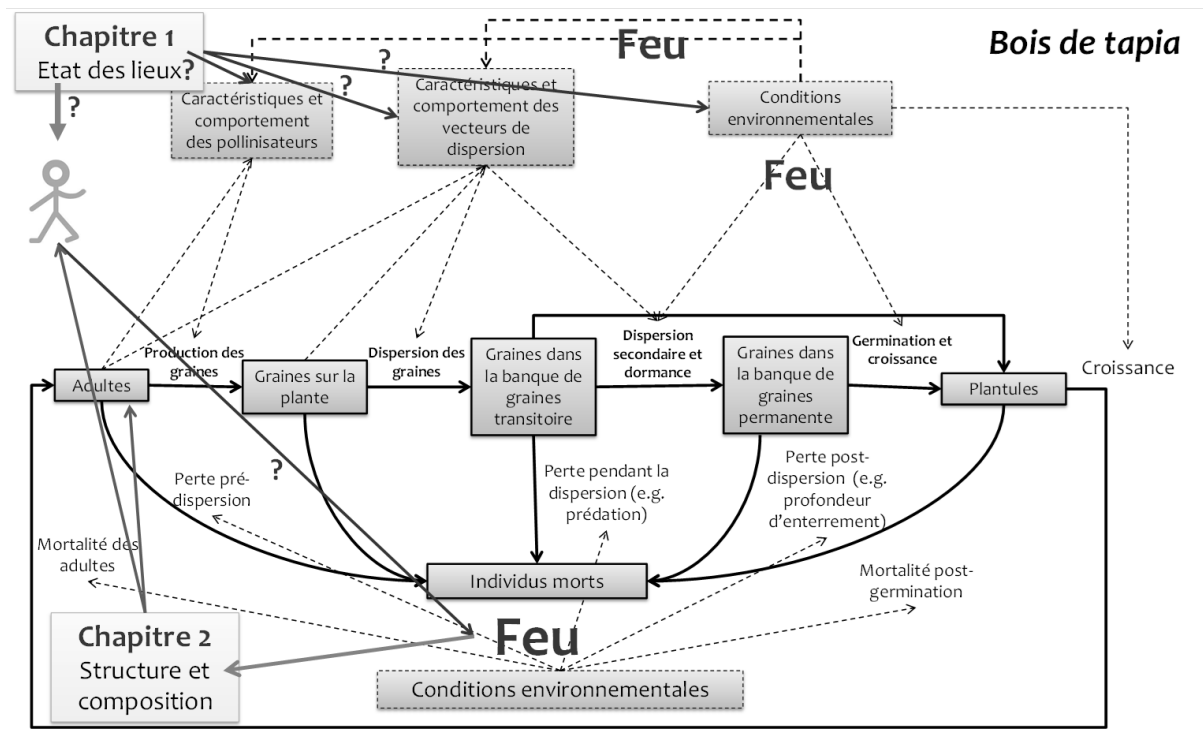 Chapitre 1
Etat des lieux?
?
?
?
Feu
Bois de tapia
Caractéristiques et
comportement
des pollinisateurs
Caractéristiques et
comportement des
vecteurs de
dispersion
Conditions
environnementales
Feu
Production des
graines
Dispersion des
graines
Dispersion
secondaire et
dormance
Germination et
croissance
Croissance
Adultes
Graines sur la
plante
Graines dans
la banque de
graines
transitoire
Graines dans
la banque de
graines
permanente
Plantules
?
Perte pré-
dispersion
Perte pendant la
dispersion (e.g.
prédation)
Perte post-
dispersion (e.g.
profondeur
d'enterrement)
Mortalité des
adultes
Individus morts
Mortalité post-
germination
Chapitre 2
Structure et
composition
Feu
Conditions environnementales